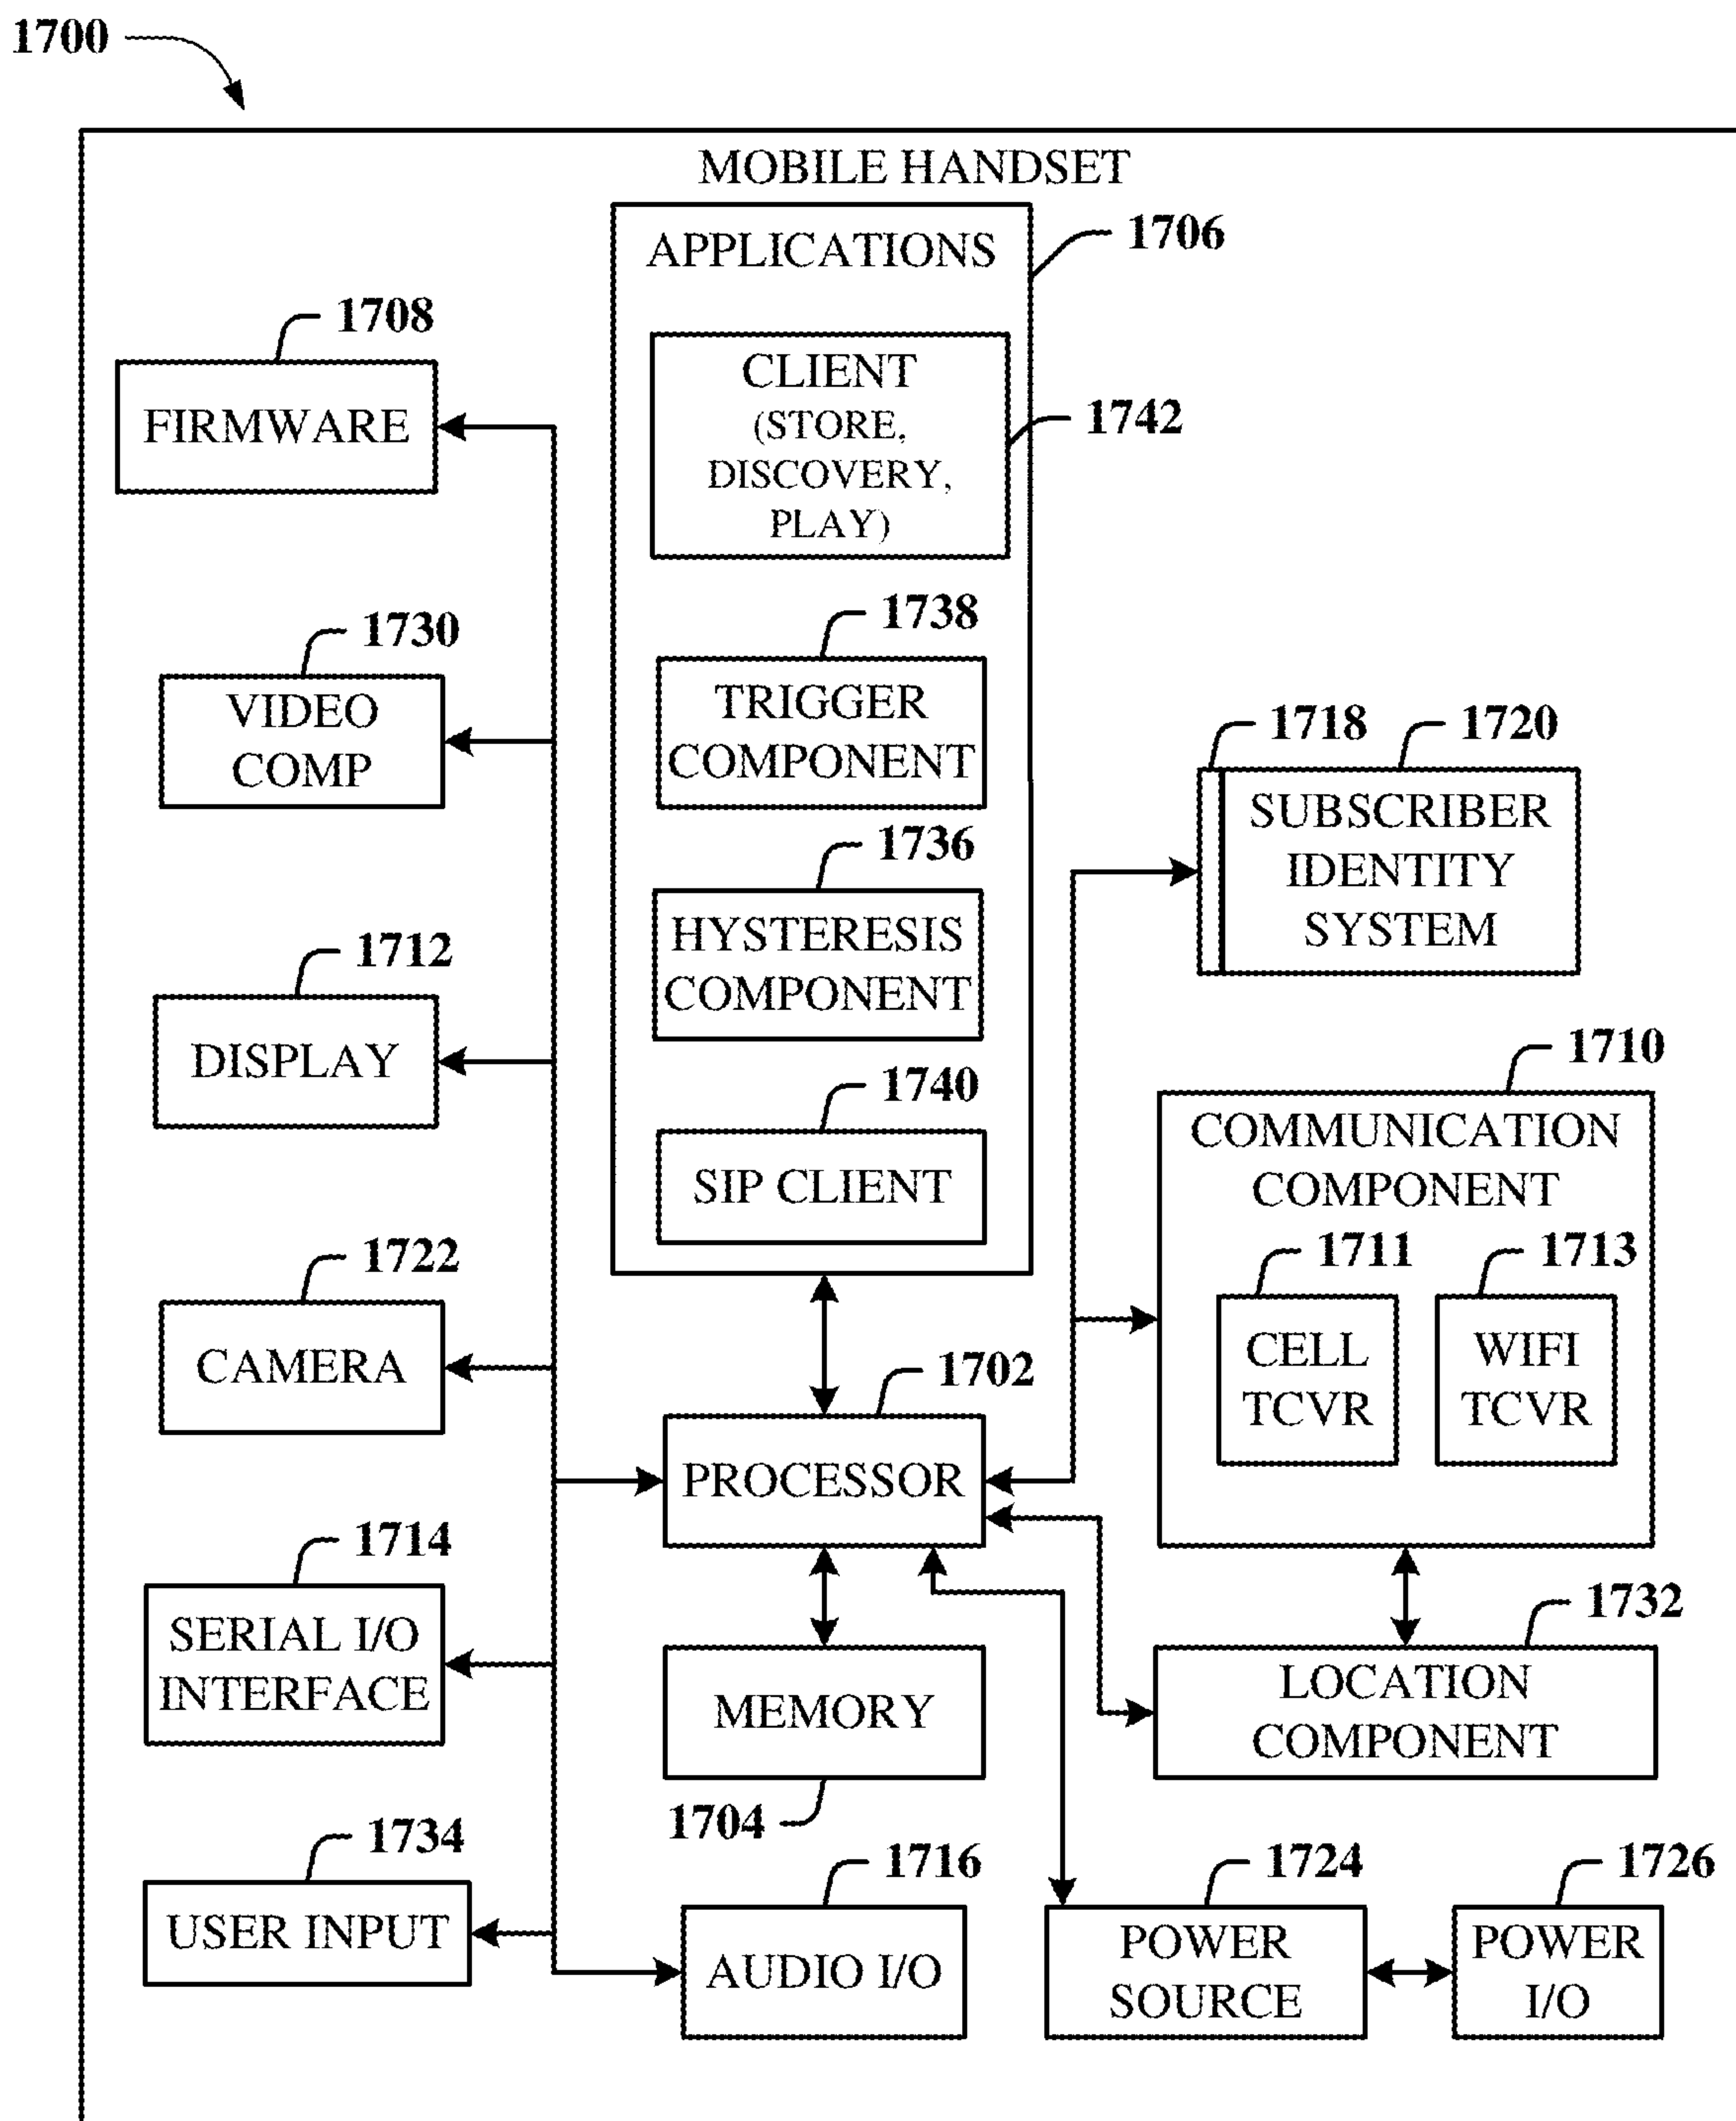 1700
MOBILE HANDSET
APPLICATIONS
1706
CLIENT
(STORE,
DISCOVERY,
PLAY)
1742
1738
TRIGGER
COMPONENT
1736
HYSTERESIS
COMPONENT
1740
SIP CLIENT
1708
FIRMWARE
1730
VIDEO
COMP
1712
DISPLAY
1722
CAMERA
1714
SERIAL I/O
INTERFACE
1734
USER INPUT
1702
PROCESSOR
MEMORY
1704
1716
AUDIO I/O
1718
1720
SUBSCRIBER
IDENTITY
SYSTEM
1710
COMMUNICATION
COMPONENT
1711
CELL
TCVR
1713
WIFI
TCVR
1732
LOCATION
COMPONENT
1724
POWER
SOURCE
1726
POWER
I/O